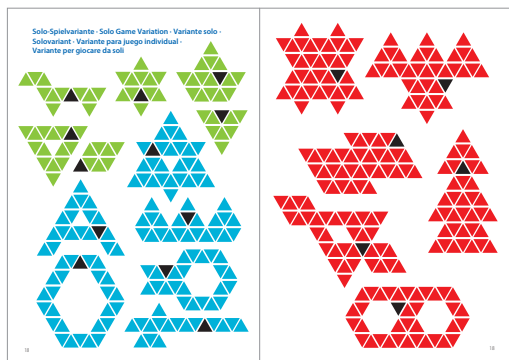 Solo-Spielvariante · Solo Game Variation · Variante solo ·
Solovariant · Variante para juego individual ·
Variante per giocare da soli
18
19